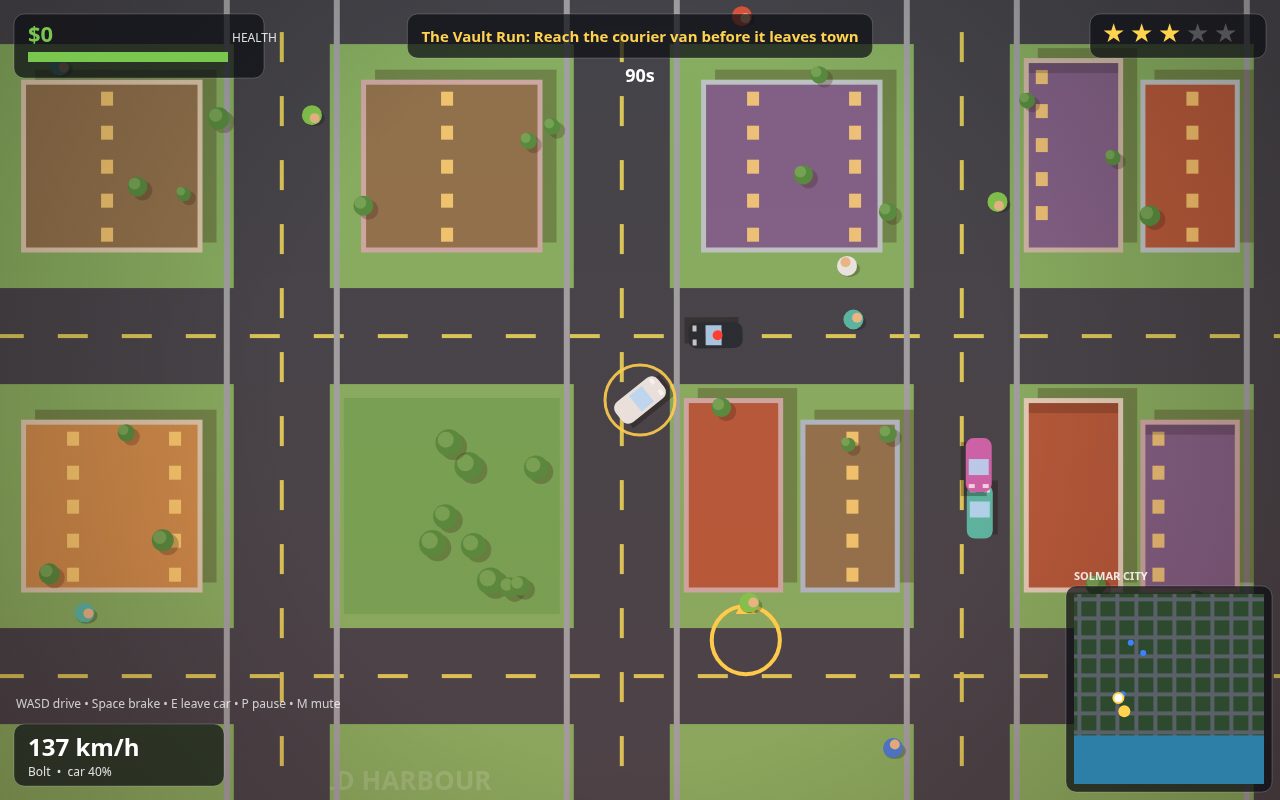 $0
HEALTH
The Vault Run: Reach the courier van before it leaves town
★★★★★
90s
SOLMAR CITY
WASD drive • Space brake • E leave car • P pause • M mute
137 km/h
Bolt • car 40%
HARBOUR